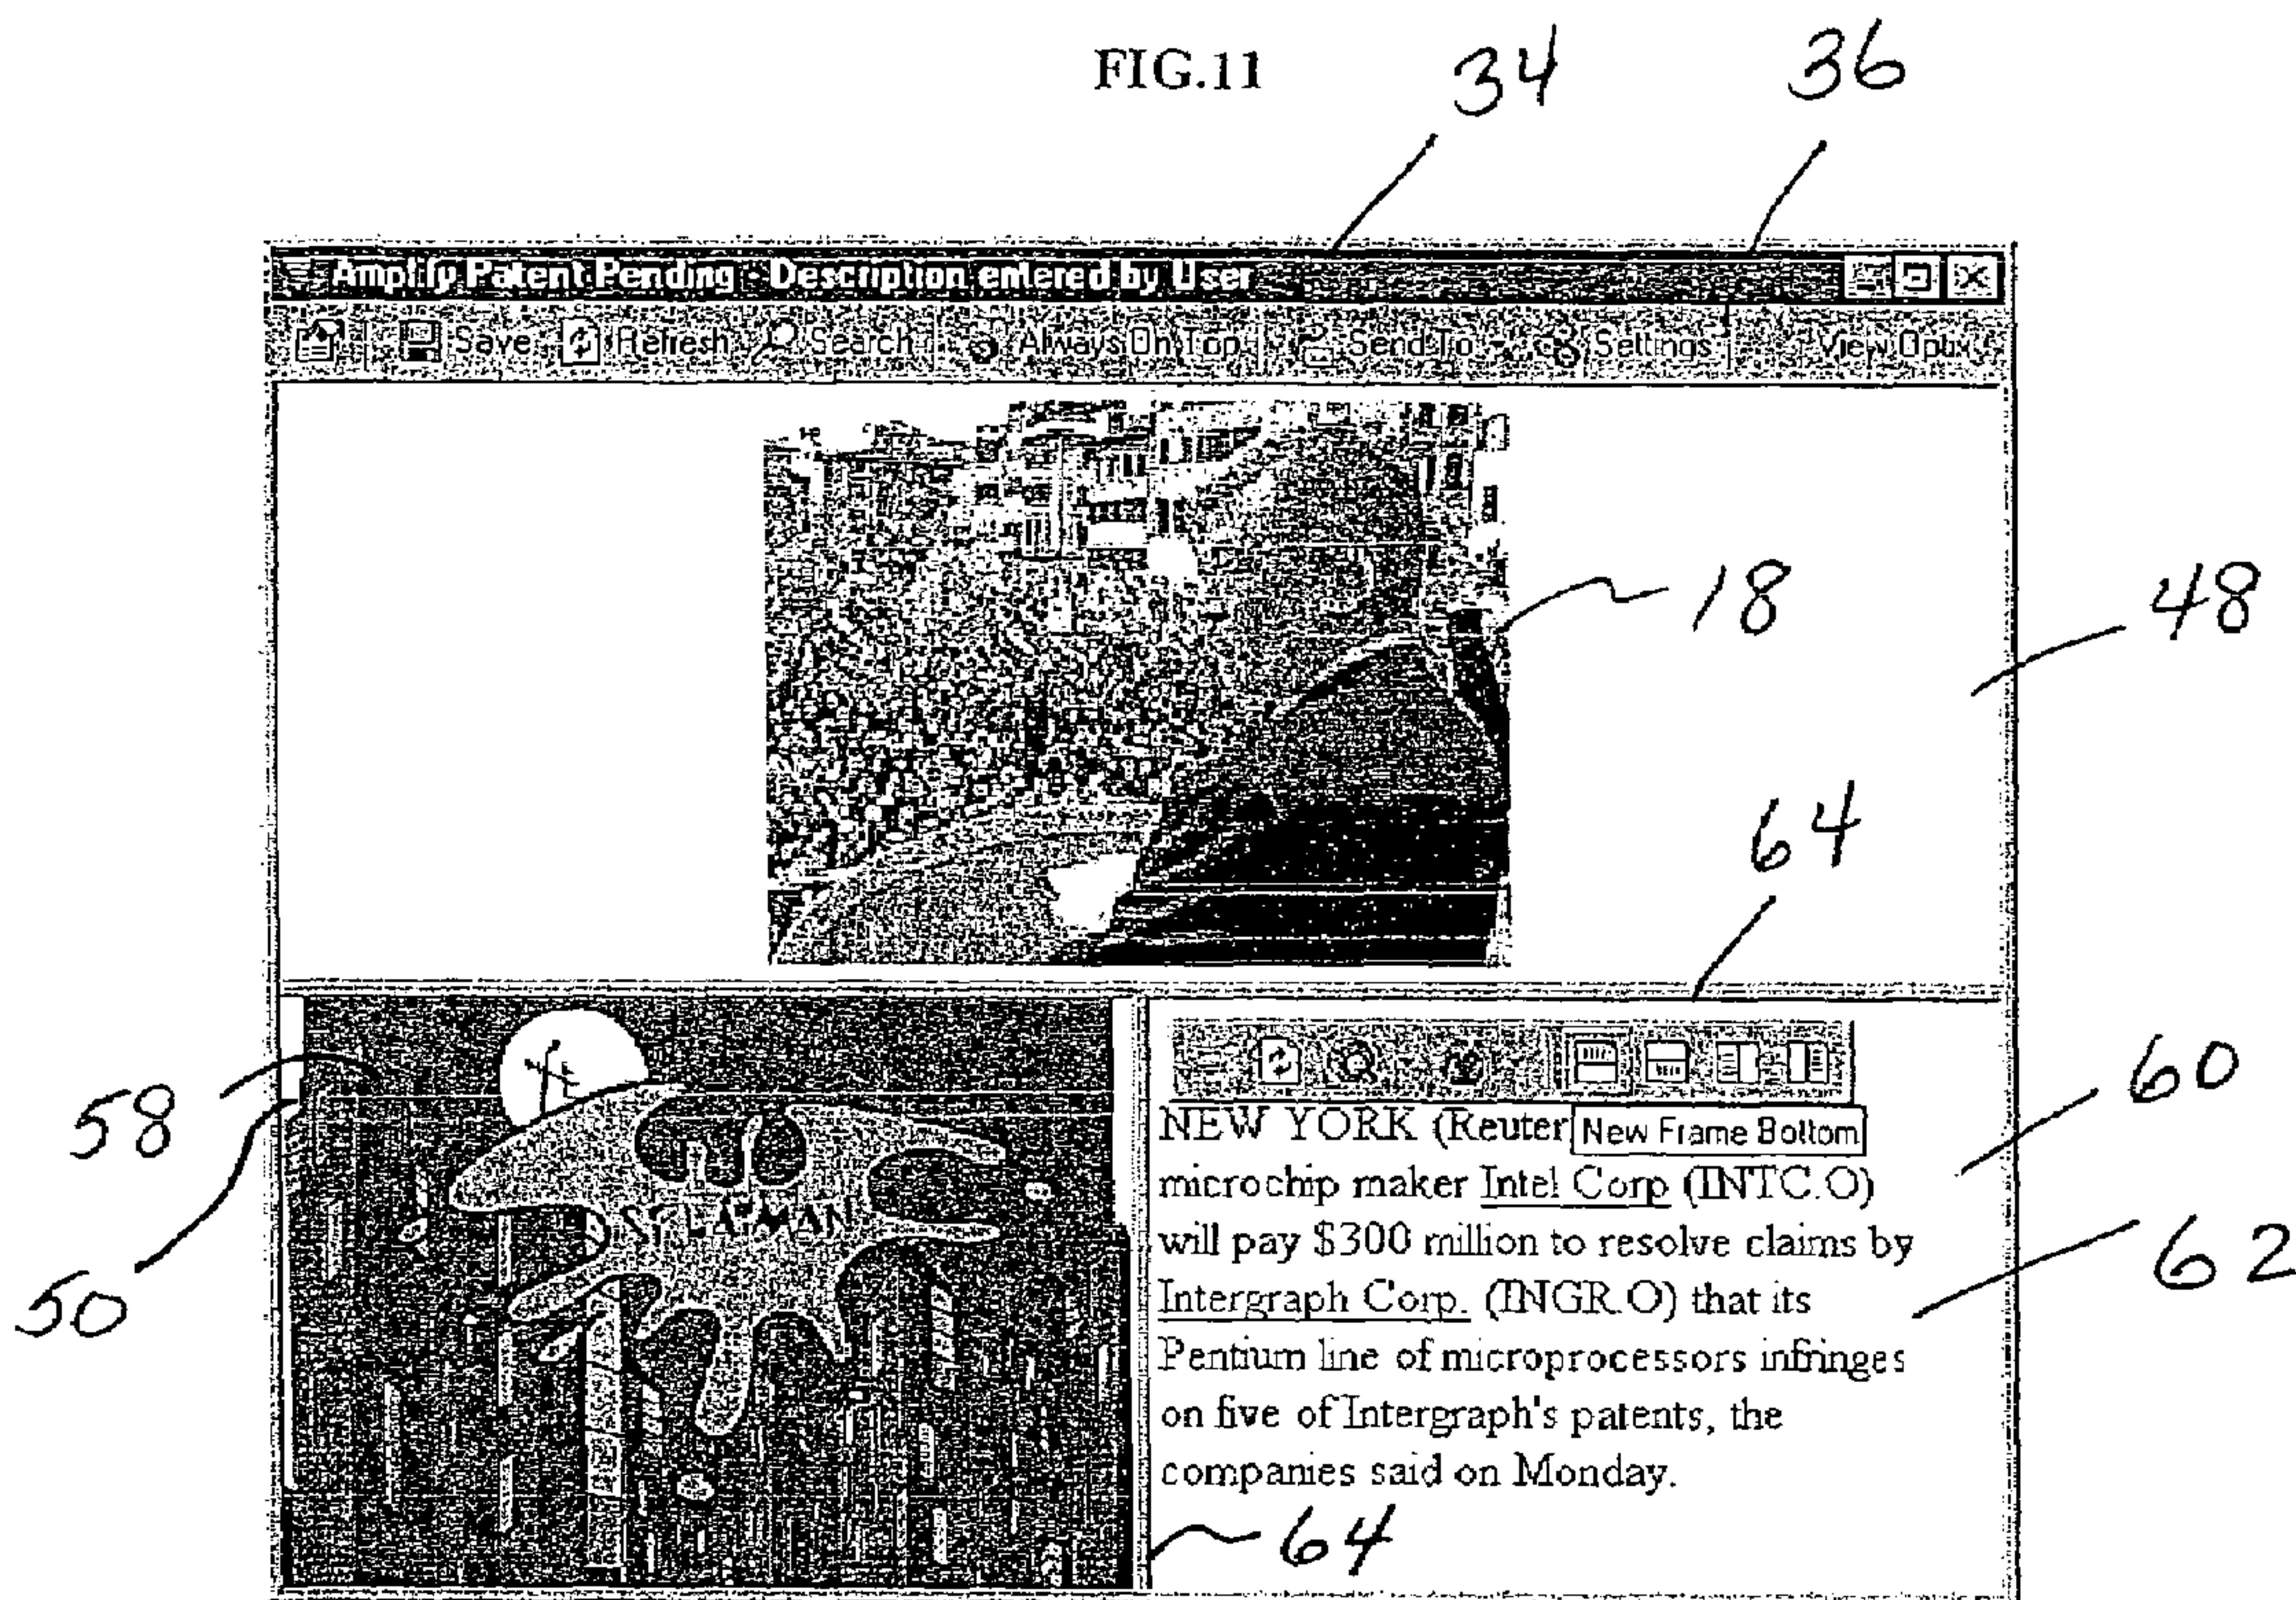 FIG.11
34
36
Amplify Patent Pending - Description entered by User
Save Refresh Search Always On Top Send To Settings View Optic
18
48
64
58
50
60
62
SPLATMAN
NEW YORK (Reuter New Frame Bottom
microchip maker Intel Corp (INTC.O)
will pay $300 million to resolve claims by
Intergraph Corp. (INGR.O) that its
Pentium line of microprocessors infringes
on five of Intergraph's patents, the
companies said on Monday.
64